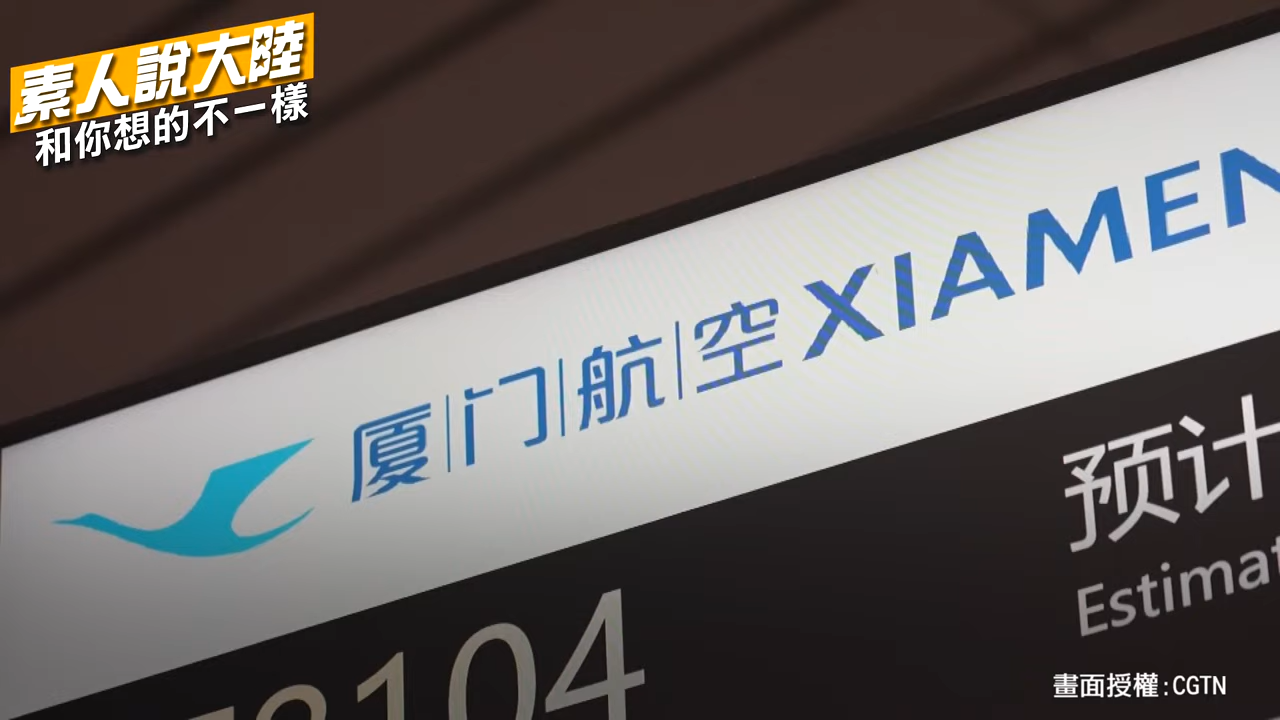 素人說大陸
和你想的不一樣
厦门航空 XIAMEN
预计
Estimat
3104
畫面授權:CGTN